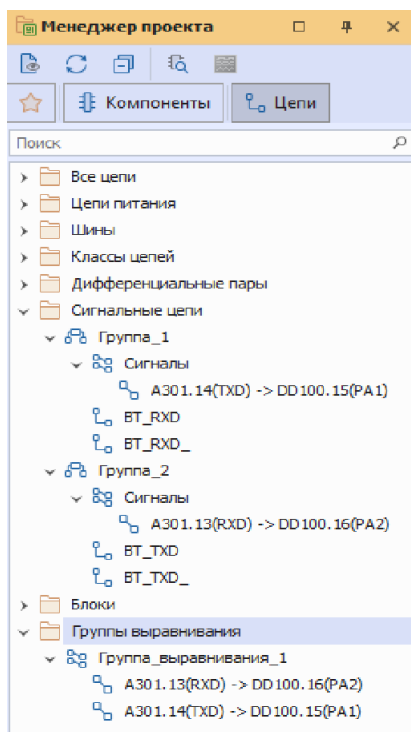 Менеджер проекта
Компоненты
Цепи
Поиск
Все цепи
Цепи питания
Шины
Классы цепей
Дифференциальные пары
Сигнальные цепи
Группа_1
Сигналы
A301.14(TXD) -> DD100.15(PA1)
BT_RXD
BT_RXD_
Группа_2
Сигналы
A301.13(RXD) -> DD100.16(PA2)
BT_TXD
BT_TXD_
Блоки
Группы выравнивания
Группа_выравнивания_1
A301.13(RXD) -> DD100.16(PA2)
A301.14(TXD) -> DD100.15(PA1)